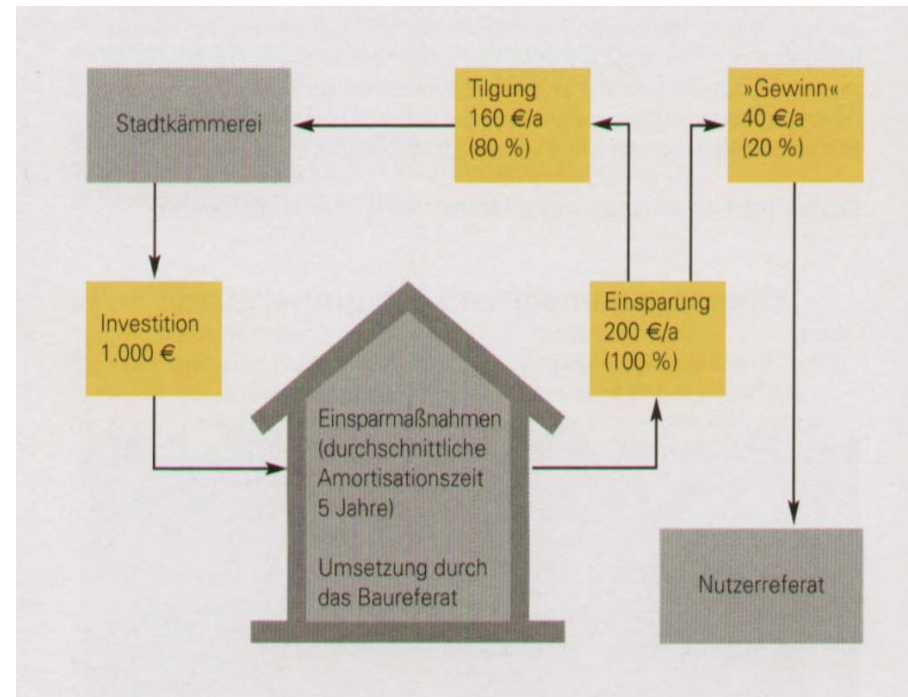 Stadtkämmerei
Tilgung
160 €/a
(80 %)
»Gewinn«
40 €/a
(20 %)
Investition
1.000 €
Einsparung
200 €/a
(100 %)
Einsparmaßnahmen
(durchschnittliche
Amortisationszeit
5 Jahre)
Umsetzung durch
das Baureferat
Nutzerreferat